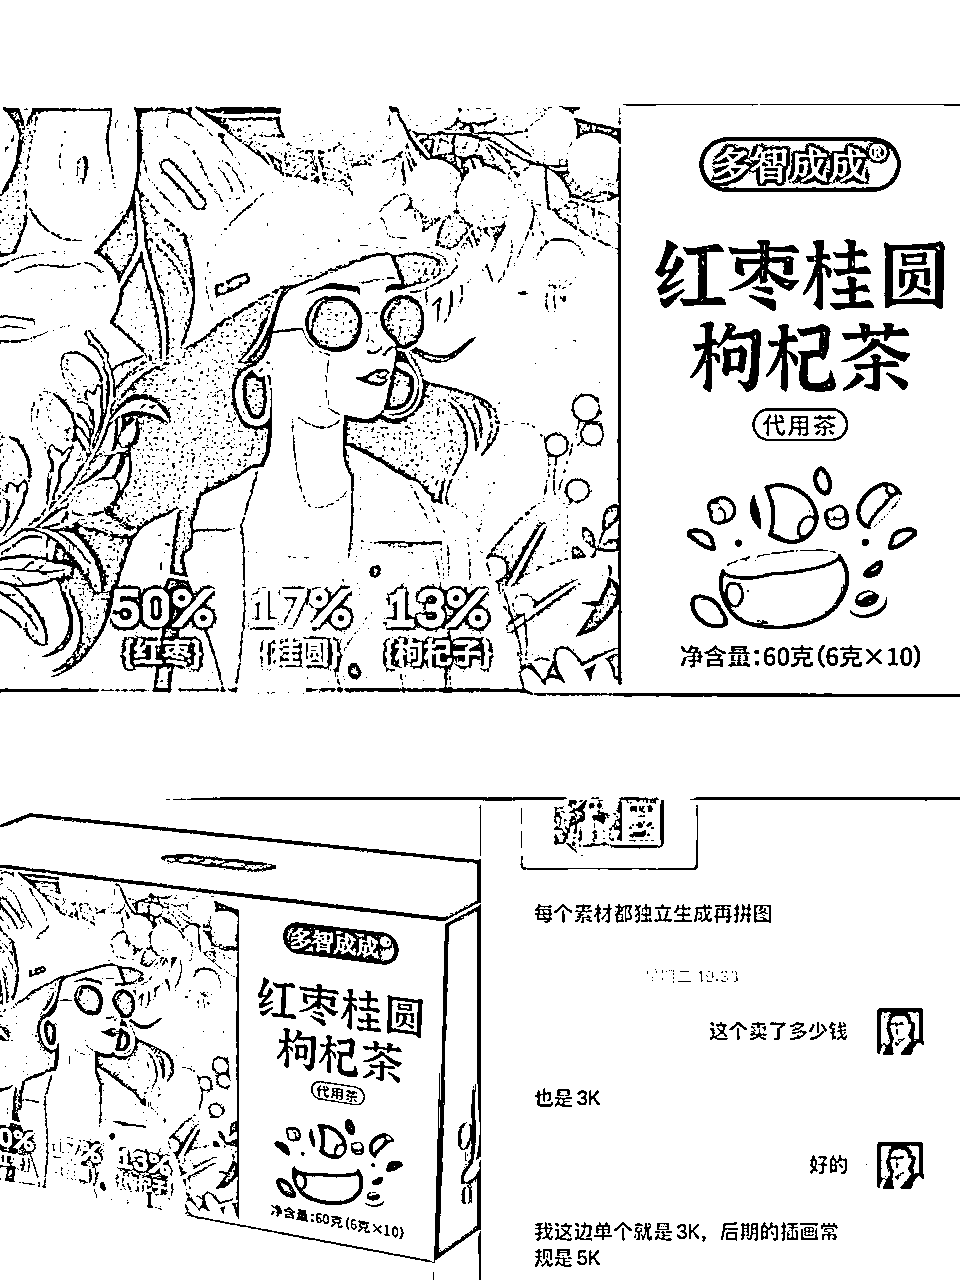 多智成成®
红枣桂圆
枸杞茶
代用茶
50% 17% 13%
{红枣} {桂圆} {枸杞子}
净含量:60克(6克×10)
多智成成®
红枣桂圆
枸杞茶
代用茶
0% 17% 13%
净含量:60克(6克×10)
每个素材都独立生成再拼图
这个卖了多少钱
也是3K
好的
我这边单个就是3K，后期的插画常
规是5K